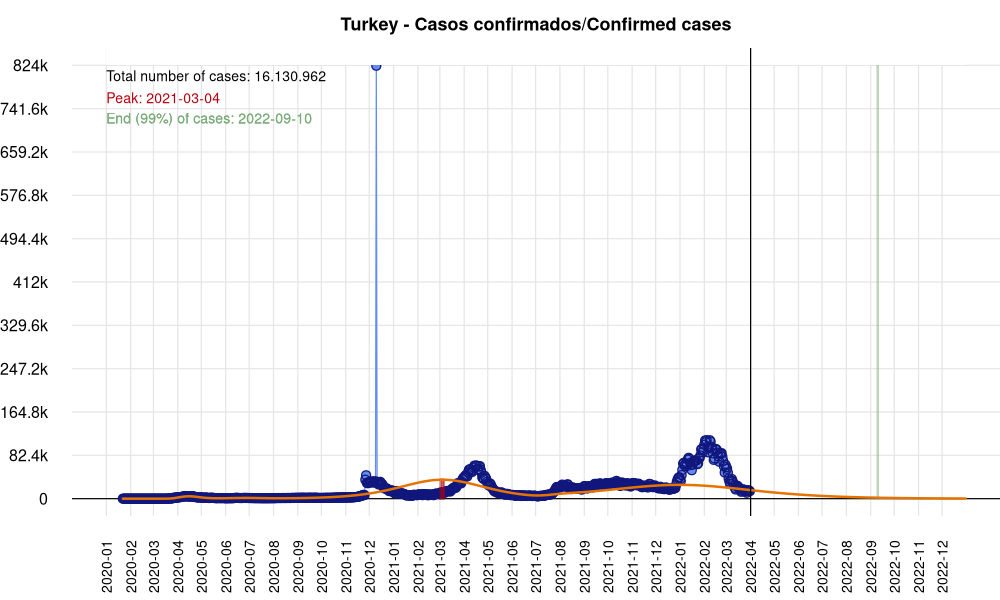 Turkey - Casos confirmados/Confirmed cases
Total number of cases: 16.130.962
Peak: 2021-03-04
End (99%) of cases: 2022-09-10
824k
741.6k
659.2k
576.8k
494.4k
412k
329.6k
247.2k
164.8k
82.4k
0
2020-01
2020-02
2020-03
2020-04
2020-05
2020-06
2020-07
2020-08
2020-09
2020-10
2020-11
2020-12
2021-01
2021-02
2021-03
2021-04
2021-05
2021-06
2021-07
2021-08
2021-09
2021-10
2021-11
2021-12
2022-01
2022-02
2022-03
2022-04
2022-05
2022-06
2022-07
2022-08
2022-09
2022-10
2022-11
2022-12